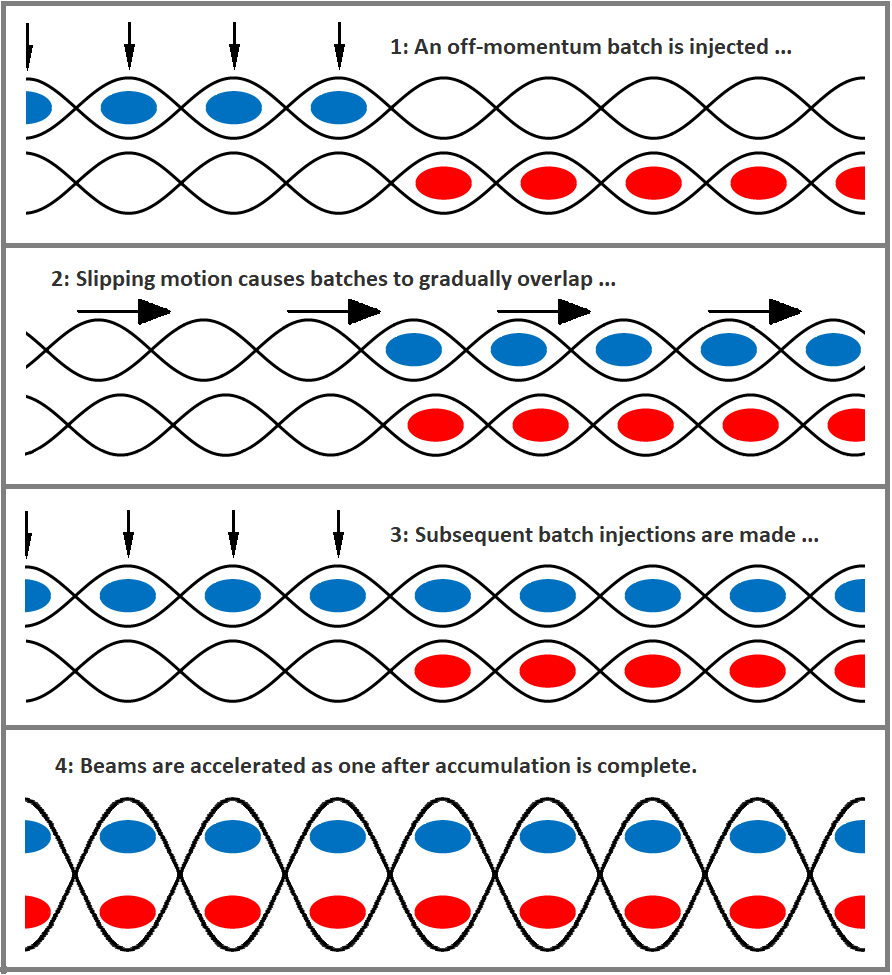 1: An off-momentum batch is injected ...
2: Slipping motion causes batches to gradually overlap ...
3: Subsequent batch injections are made ...
4: Beams are accelerated as one after accumulation is complete.